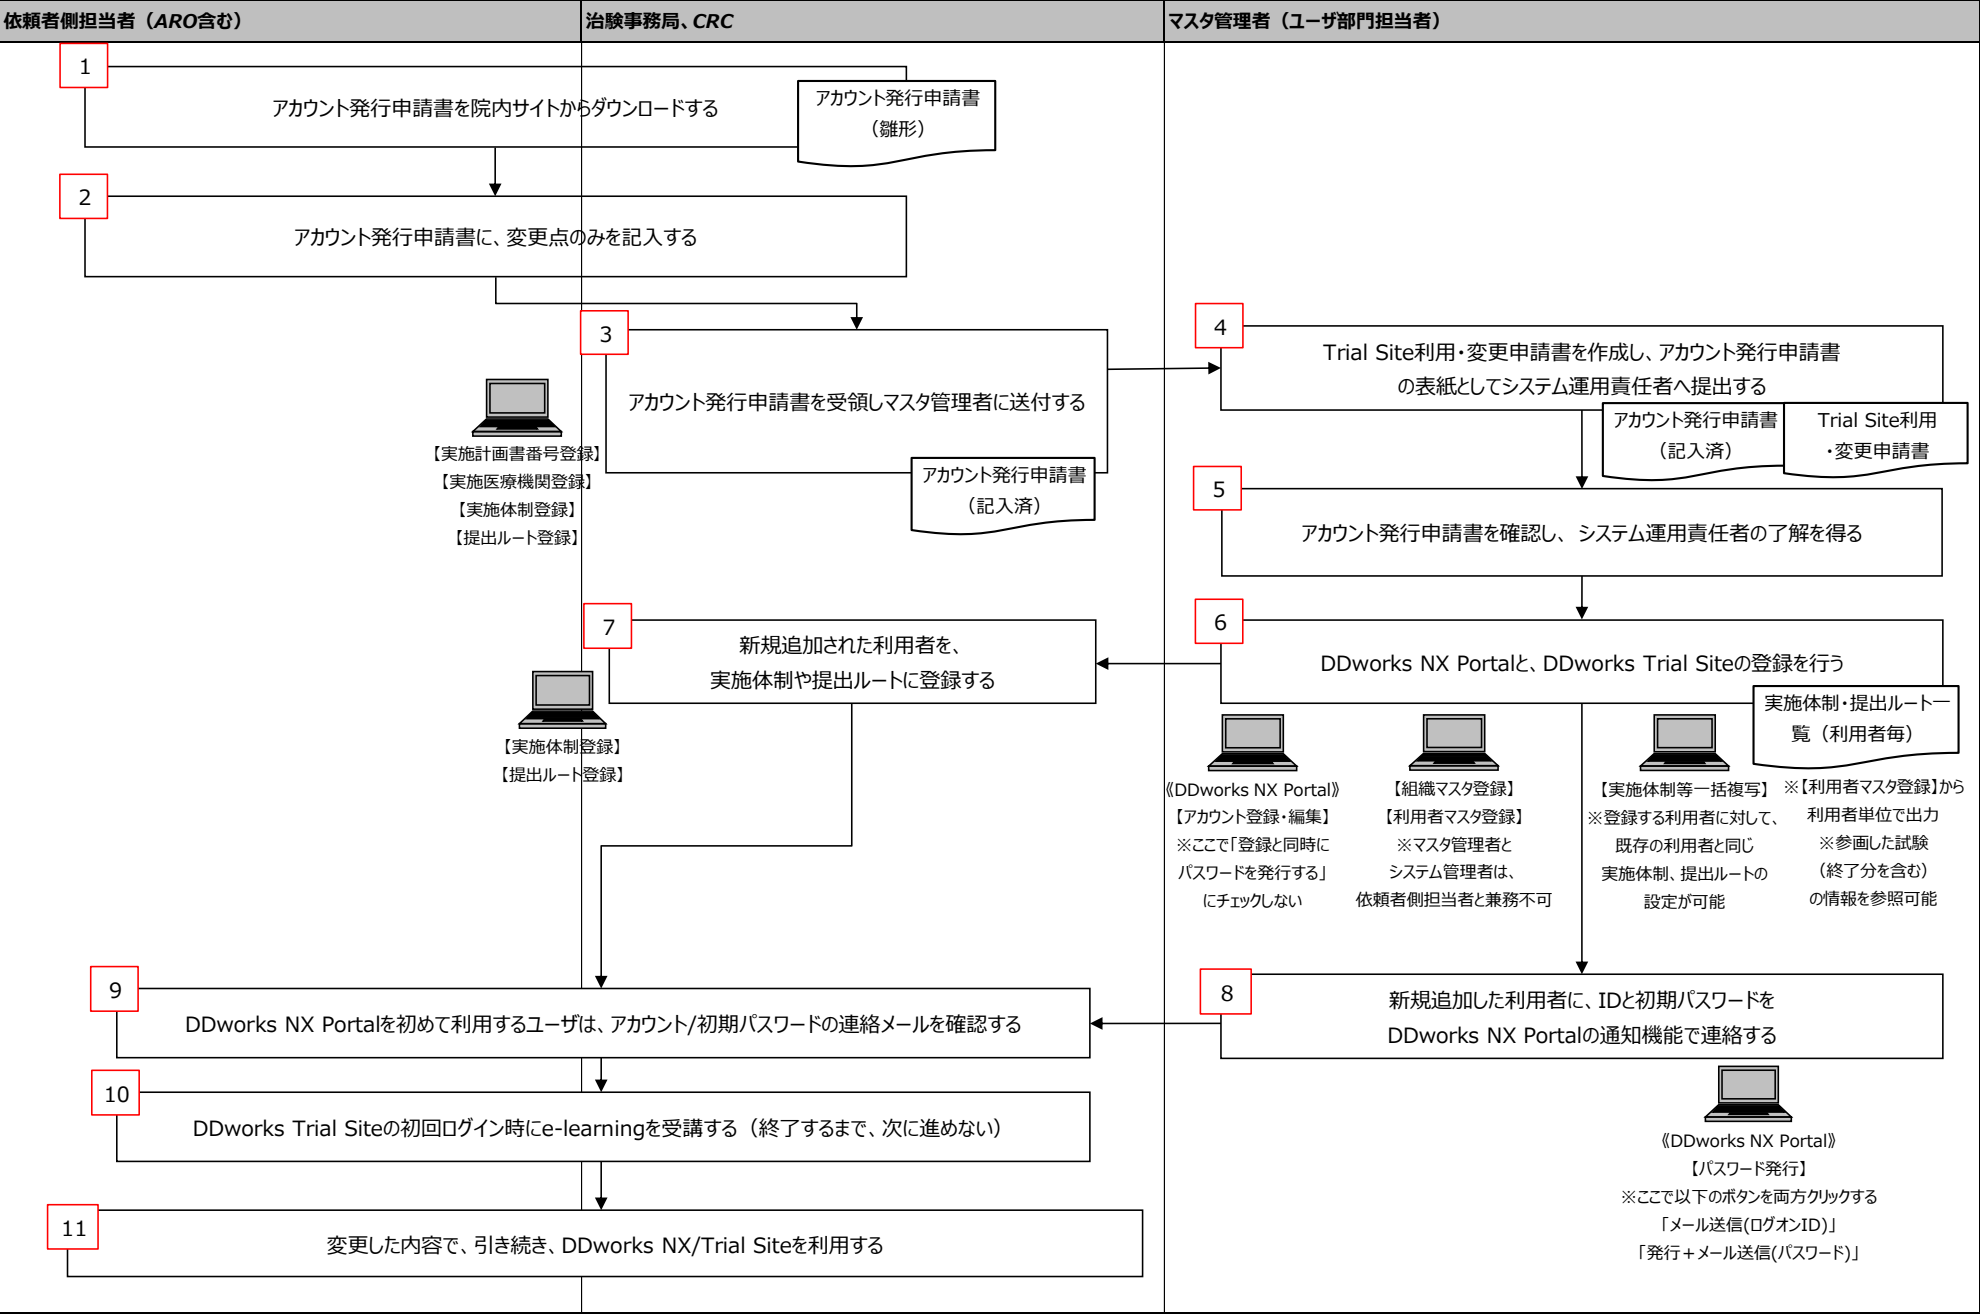 依頼者側担当者（ARO含む）
治験事務局、CRC
マスタ管理者（ユーザ部門担当者）
1
アカウント発行申請書を院内サイトからダウンロードする
アカウント発行申請書
（雛形）
2
アカウント発行申請書に、変更点のみを記入する
3
アカウント発行申請書を受領しマスタ管理者に送付する
アカウント発行申請書
（記入済）
【実施計画書番号登録】
【実施医療機関登録】
【実施体制登録】
【提出ルート登録】
4
Trial Site利用・変更申請書を作成し、アカウント発行申請書
の表紙としてシステム運用責任者へ提出する
アカウント発行申請書
（記入済）
Trial Site利用
・変更申請書
5
アカウント発行申請書を確認し、システム運用責任者の了解を得る
6
DDworks NX Portalと、DDworks Trial Siteの登録を行う
実施体制・提出ルート一
覧（利用者毎）
7
新規追加された利用者を、
実施体制や提出ルートに登録する
【実施体制登録】
【提出ルート登録】
《DDworks NX Portal》
【アカウント登録・編集】
※ここで「登録と同時に
パスワードを発行する」
にチェックしない
【組織マスタ登録】
【利用者マスタ登録】
※マスタ管理者と
システム管理者は、
依頼者側担当者と兼務不可
【実施体制等一括複写】
※登録する利用者に対して、
既存の利用者と同じ
実施体制、提出ルートの
設定が可能
※【利用者マスタ登録】から
利用者単位で出力
※参画した試験
（終了分を含む）
の情報を参照可能
8
新規追加した利用者に、IDと初期パスワードを
DDworks NX Portalの通知機能で連絡する
《DDworks NX Portal》
【パスワード発行】
※ここで以下のボタンを両方クリックする
「メール送信(ログオンID)」
「発行＋メール送信(パスワード)」
9
DDworks NX Portalを初めて利用するユーザは、アカウント/初期パスワードの連絡メールを確認する
10
DDworks Trial Siteの初回ログイン時にe-learningを受講する（終了するまで、次に進めない）
11
変更した内容で、引き続き、DDworks NX/Trial Siteを利用する